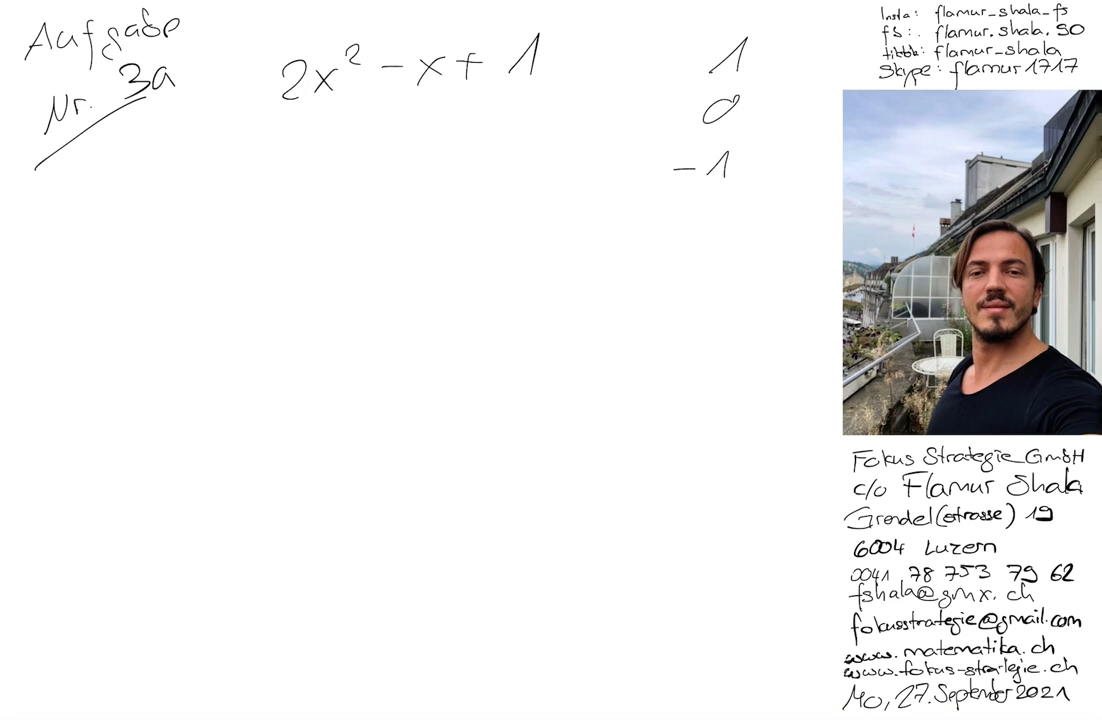 Aufgabe
Nr. 3a
2x² - x + 1
1
0
-1
Insta: flamur_shala_fs
fb: flamur.shala.90
tiktok: flamur_shala
Skype: flamur1717
Fokus Strategie GmbH
c/o Flamur Shala
Grendel(strasse) 19
6004 Luzern
0041 78 753 79 62
fshala@gmx.ch
fokusstrategie@gmail.com
www.matematika.ch
www.fokus-strategie.ch
Mo, 27. September 2021